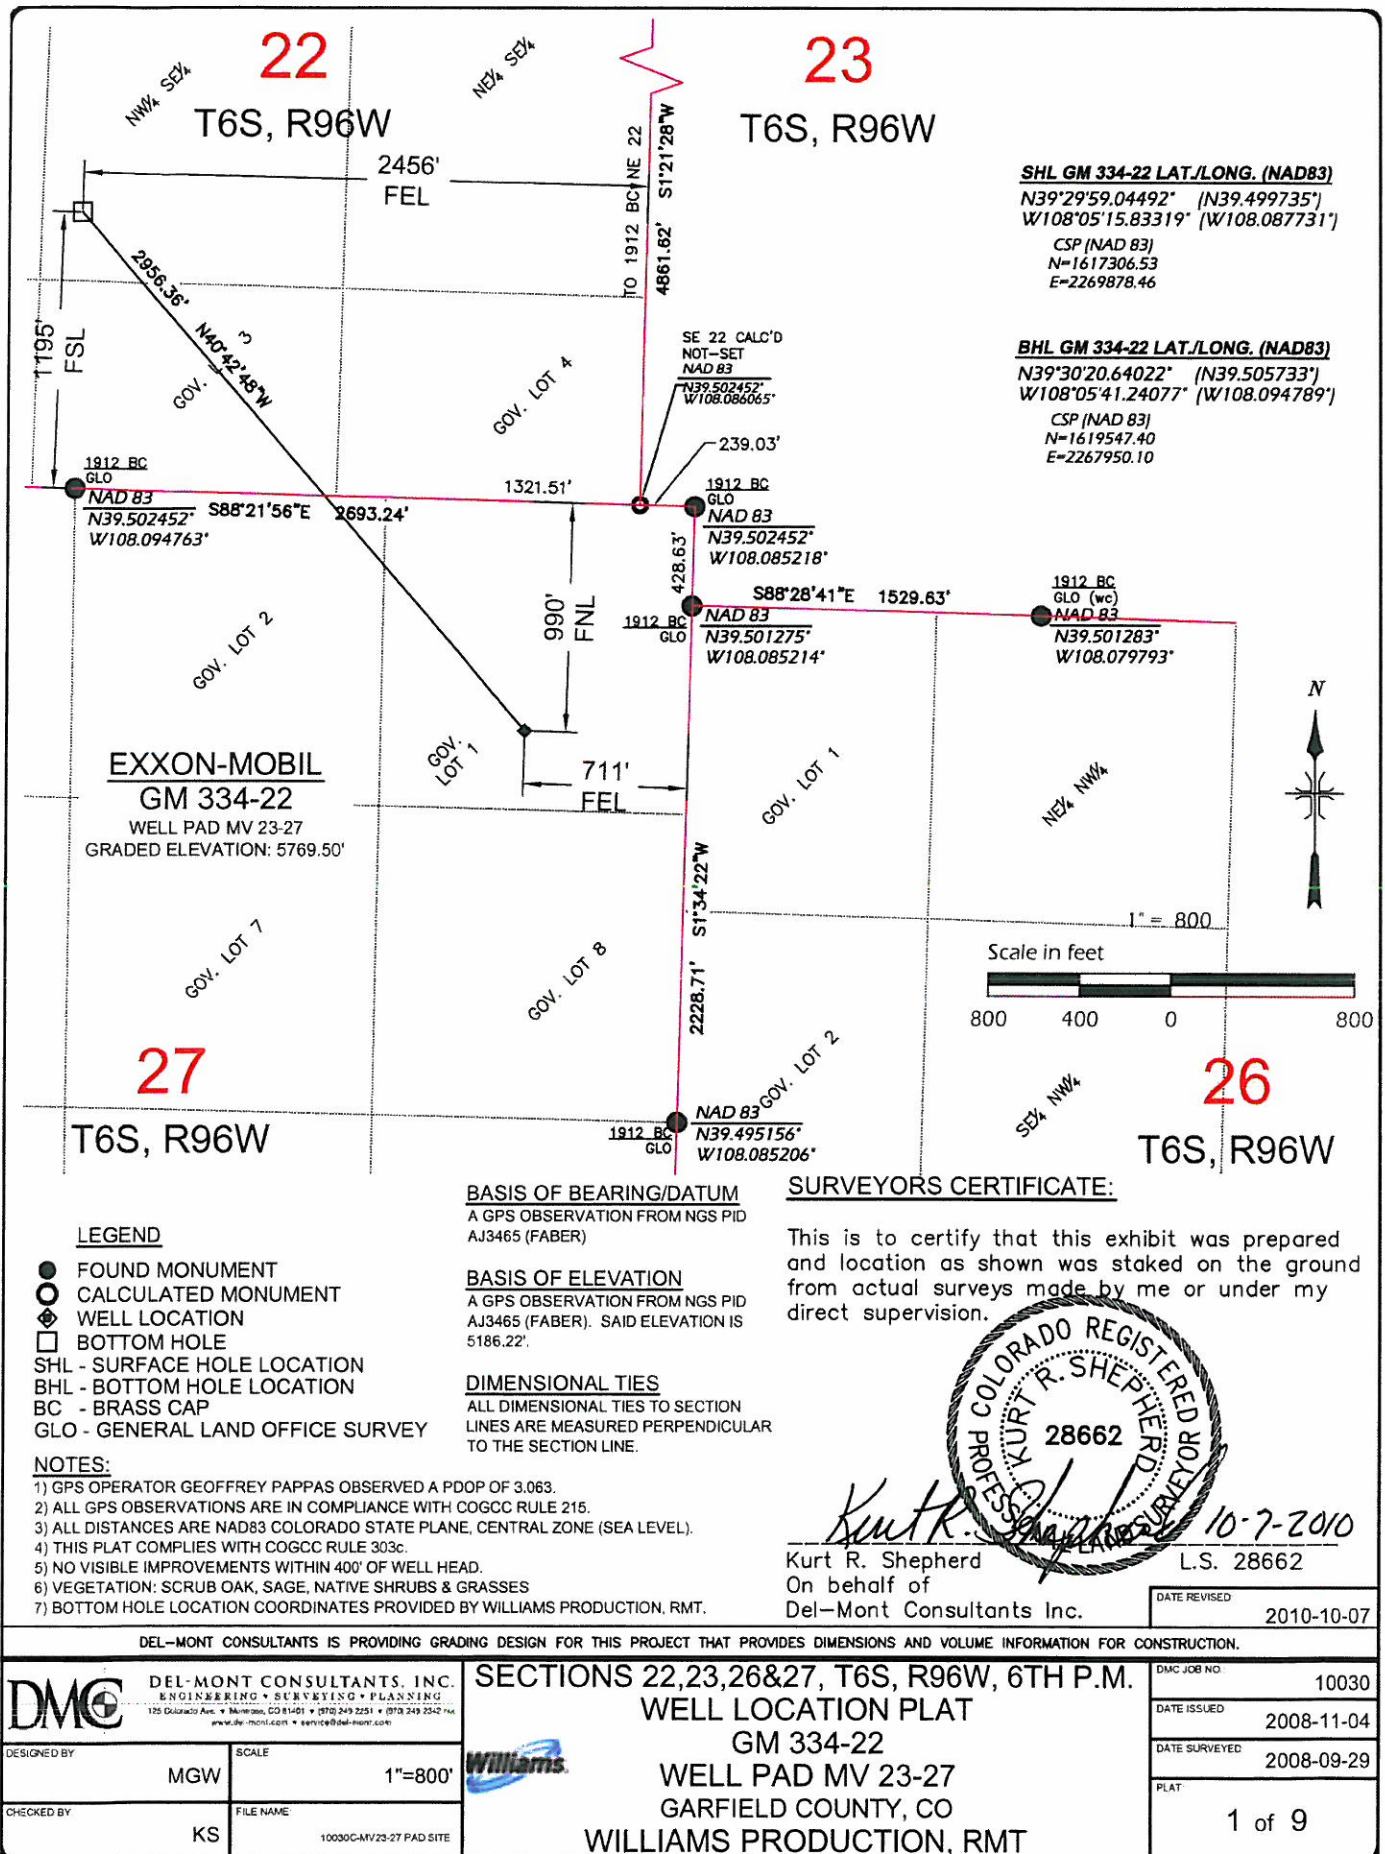 22
23
NW¼ SE¼
NE¼ SE¼
T6S, R96W
T6S, R96W
2456'
FEL
TO 1912 BC NE 22
4861.62' S1°21'28"W
SHL GM 334-22 LAT./LONG. (NAD83)
N39°29'59.04492" (N39.499735°)
W108°05'15.83319" (W108.087731°)
CSP (NAD 83)
N=1617306.53
E=2269878.46
2956.36' N40°42'48"W
1195'
FSL
GOV. L 3
GOV. LOT 4
SE 22 CALC'D
NOT-SET
NAD 83
N39.502452°
W108.086065°
BHL GM 334-22 LAT./LONG. (NAD83)
N39°30'20.64022" (N39.505733°)
W108°05'41.24077" (W108.094789°)
CSP (NAD 83)
N=1619547.40
E=2267950.10
239.03'
1912 BC
GLO
NAD 83
N39.502452°
W108.094763°
S88°21'56"E 2693.24'
1321.51'
1912 BC
GLO
NAD 83
N39.502452°
W108.085218°
428.63'
990'
FNL
S88°28'41"E 1529.63'
1912 BC
GLO
NAD 83
N39.501275°
W108.085214°
1912 BC
GLO (wc)
NAD 83
N39.501283°
W108.079793°
GOV. LOT 2
N
EXXON-MOBIL
GM 334-22
WELL PAD MV 23-27
GRADED ELEVATION: 5769.50'
GOV.
LOT 1
711'
FEL
GOV. LOT 1
NE¼ NW¼
2228.71' S1°34'22"W
GOV. LOT 7
GOV. LOT 8
1" = 800
Scale in feet
800 400 0 800
27
T6S, R96W
GOV. LOT 2
SE¼ NW¼
26
T6S, R96W
1912 BC
GLO
NAD 83
N39.495156°
W108.085206°
LEGEND
FOUND MONUMENT
CALCULATED MONUMENT
WELL LOCATION
BOTTOM HOLE
SHL - SURFACE HOLE LOCATION
BHL - BOTTOM HOLE LOCATION
BC - BRASS CAP
GLO - GENERAL LAND OFFICE SURVEY
BASIS OF BEARING/DATUM
A GPS OBSERVATION FROM NGS PID
AJ3465 (FABER)
BASIS OF ELEVATION
A GPS OBSERVATION FROM NGS PID
AJ3465 (FABER). SAID ELEVATION IS
5186.22'.
DIMENSIONAL TIES
ALL DIMENSIONAL TIES TO SECTION
LINES ARE MEASURED PERPENDICULAR
TO THE SECTION LINE.
SURVEYORS CERTIFICATE:
This is to certify that this exhibit was prepared
and location as shown was staked on the ground
from actual surveys made by me or under my
direct supervision.
COLORADO REGISTERED
KURT R. SHEPHERD
28662
PROFESSIONAL LAND SURVEYOR
Kurt R. Shepherd 10-7-2010
Kurt R. Shepherd
On behalf of
Del-Mont Consultants Inc.
L.S. 28662
NOTES:
1) GPS OPERATOR GEOFFREY PAPPAS OBSERVED A PDOP OF 3.063.
2) ALL GPS OBSERVATIONS ARE IN COMPLIANCE WITH COGCC RULE 215.
3) ALL DISTANCES ARE NAD83 COLORADO STATE PLANE, CENTRAL ZONE (SEA LEVEL).
4) THIS PLAT COMPLIES WITH COGCC RULE 303c.
5) NO VISIBLE IMPROVEMENTS WITHIN 400' OF WELL HEAD.
6) VEGETATION: SCRUB OAK, SAGE, NATIVE SHRUBS & GRASSES
7) BOTTOM HOLE LOCATION COORDINATES PROVIDED BY WILLIAMS PRODUCTION, RMT.
DATE REVISED
2010-10-07
DEL-MONT CONSULTANTS IS PROVIDING GRADING DESIGN FOR THIS PROJECT THAT PROVIDES DIMENSIONS AND VOLUME INFORMATION FOR CONSTRUCTION.
DMC
DEL-MONT CONSULTANTS, INC.
ENGINEERING • SURVEYING • PLANNING
125 Colorado Ave. • Montrose, CO 81401 • (970) 249 2251 • (970) 249 2342 FAX
www.del-mont.com • service@del-mont.com
DESIGNED BY
MGW
SCALE
1"=800'
CHECKED BY
KS
FILE NAME
10030C-MV23-27 PAD SITE
Williams
SECTIONS 22,23,26&27, T6S, R96W, 6TH P.M.
WELL LOCATION PLAT
GM 334-22
WELL PAD MV 23-27
GARFIELD COUNTY, CO
WILLIAMS PRODUCTION, RMT
DMC JOB NO.
10030
DATE ISSUED
2008-11-04
DATE SURVEYED
2008-09-29
PLAT
1 of 9